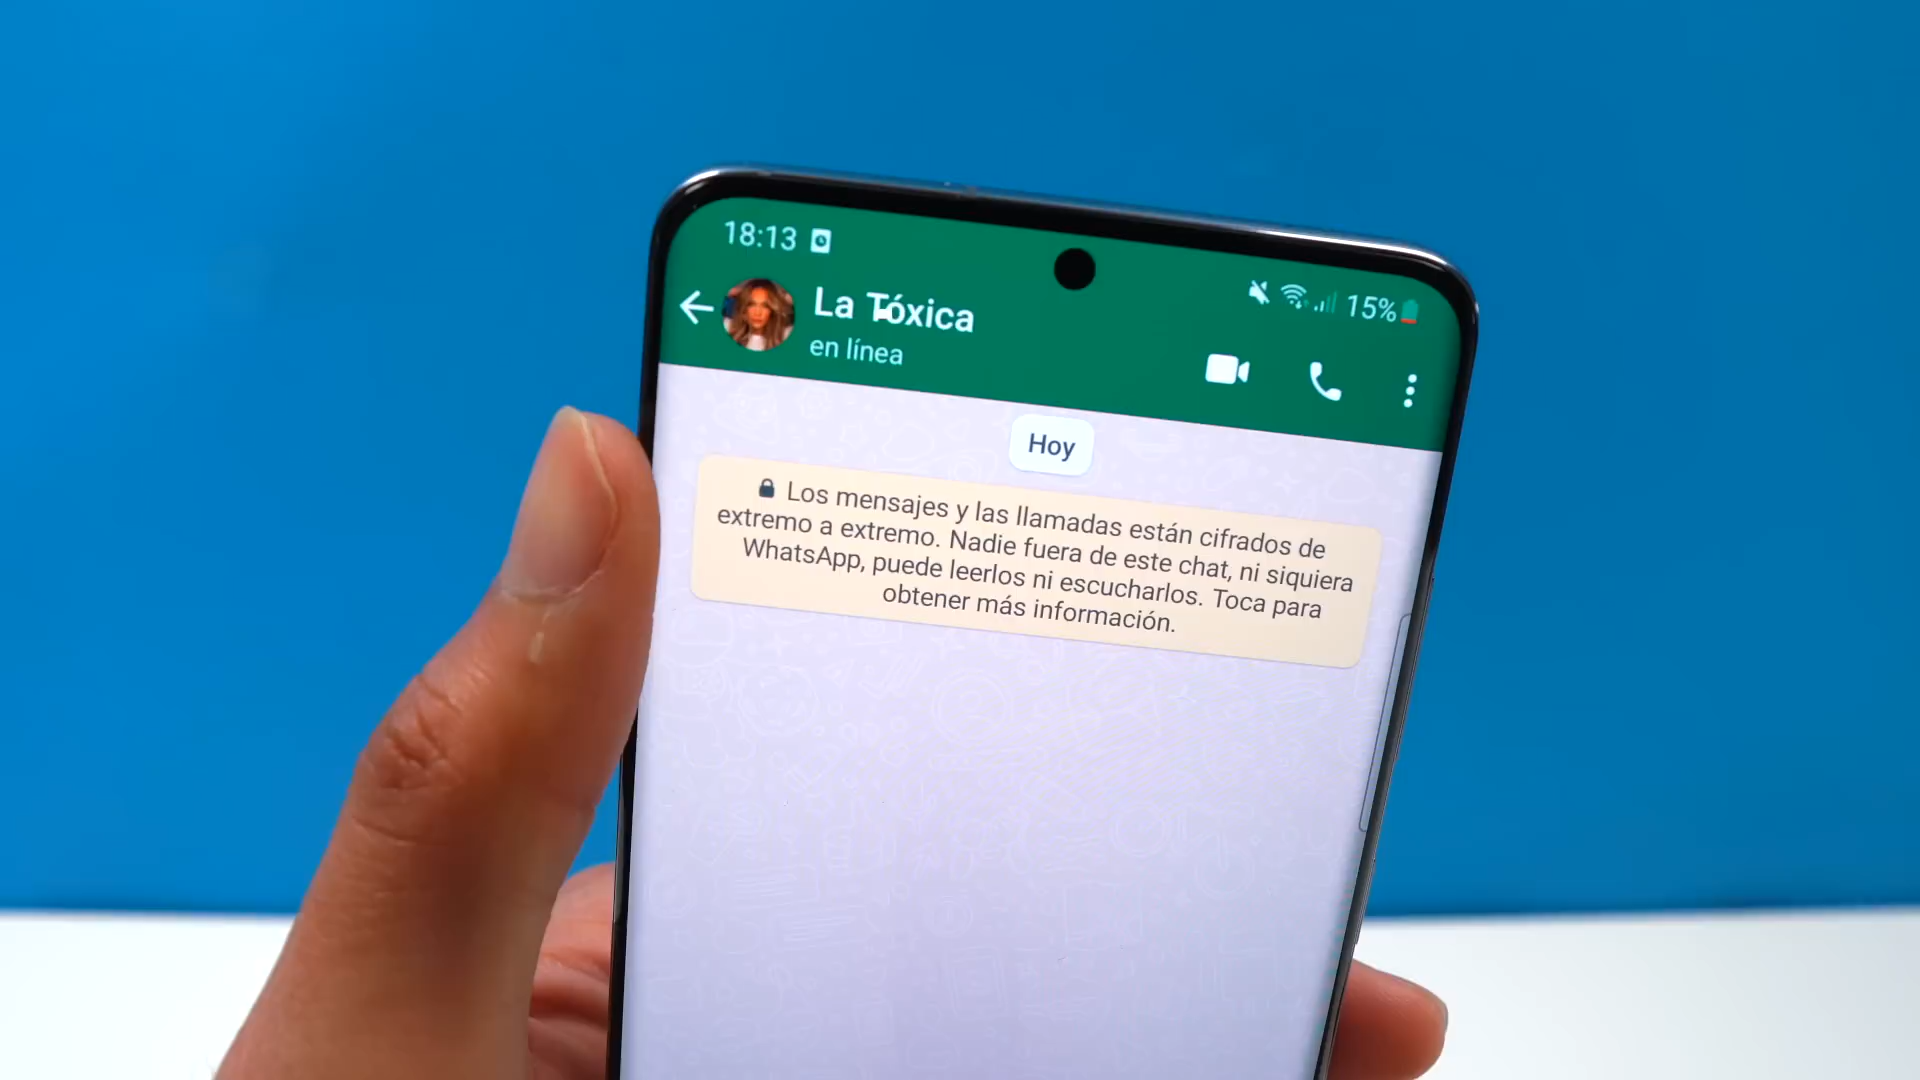 18:13
15%
La Tóxica
en línea
Hoy
Los mensajes y las llamadas están cifrados de
extremo a extremo. Nadie fuera de este chat, ni siquiera
WhatsApp, puede leerlos ni escucharlos. Toca para
obtener más información.